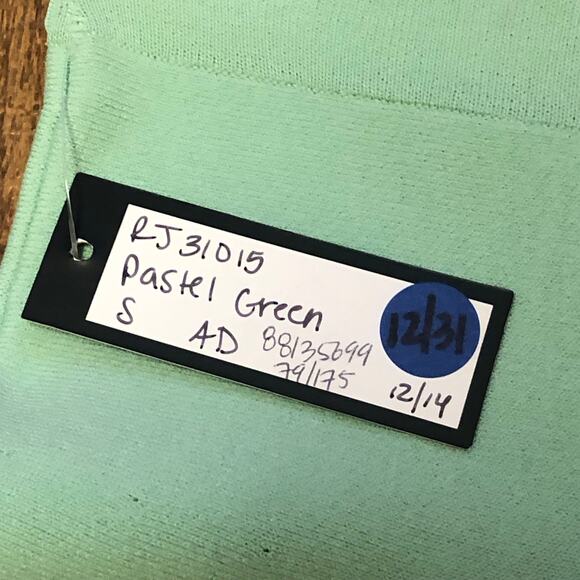 RJ31015
Pastel Green
S AD 88135699
79/175
12/31
12/14